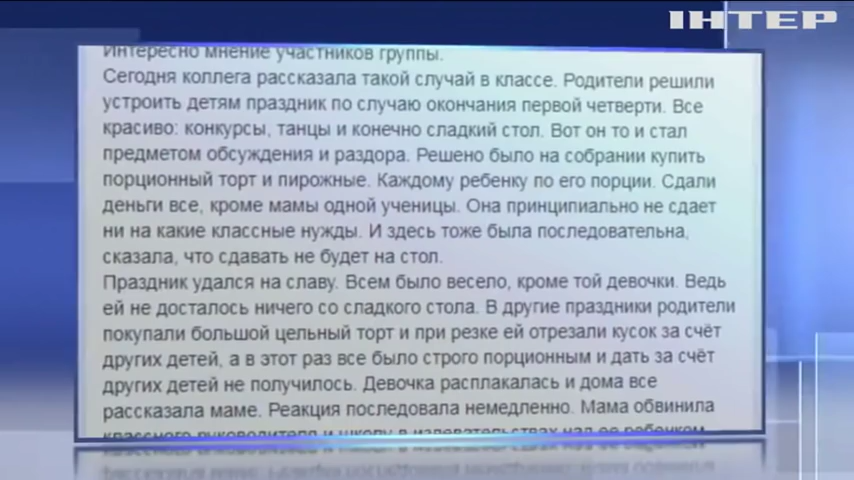 ІНТЕР
Интересно мнение участников группы.
Сегодня коллега рассказала такой случай в классе. Родители решили
устроить детям праздник по случаю окончания первой четверти. Все
красиво: конкурсы, танцы и конечно сладкий стол. Вот он то и стал
предметом обсуждения и раздора. Решено было на собрании купить
порционный торт и пирожные. Каждому ребенку по его порции. Сдали
деньги все, кроме мамы одной ученицы. Она принципиально не сдает
ни на какие классные нужды. И здесь тоже была последовательна,
сказала, что сдавать не будет на стол.
Праздник удался на славу. Всем было весело, кроме той девочки. Ведь
ей не досталось ничего со сладкого стола. В другие праздники родители
покупали большой цельный торт и при резке ей отрезали кусок за счёт
других детей, а в этот раз все было строго порционным и дать за счёт
других детей не получилось. Девочка расплакалась и дома все
рассказала маме. Реакция последовала немедленно. Мама обвинила
классного руководителя и школу в издевательствах над ее ребенком